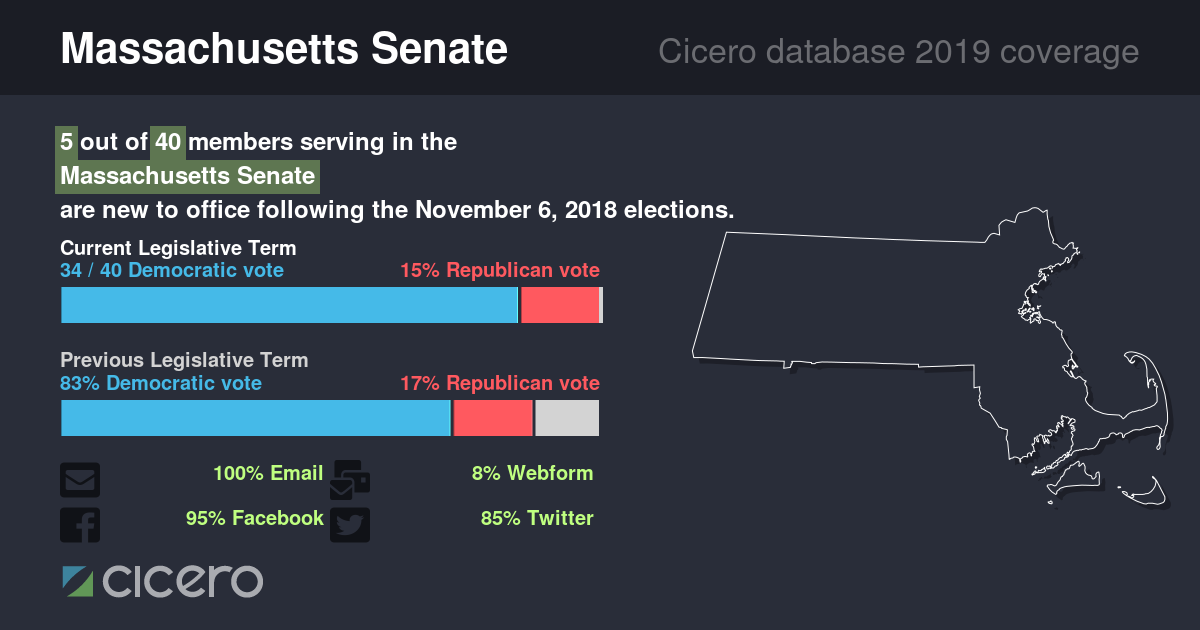 Massachusetts Senate
Cicero database 2019 coverage
5 out of 40 members serving in the
Massachusetts Senate
are new to office following the November 6, 2018 elections.
Current Legislative Term
34 / 40 Democratic vote
15% Republican vote
Previous Legislative Term
83% Democratic vote
17% Republican vote
100% Email
8% Webform
95% Facebook
85% Twitter
cicero